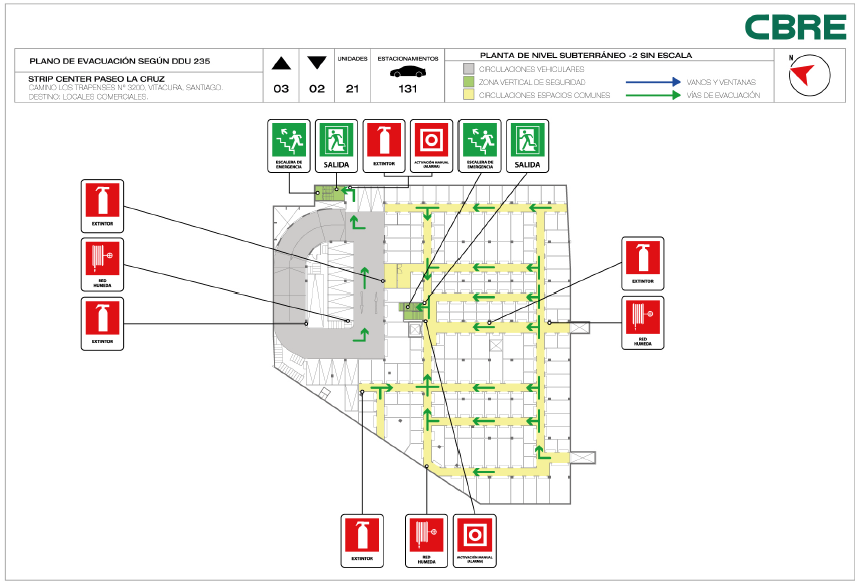 CBRE
PLANO DE EVACUACIÓN SEGÚN DDU 235
STRIP CENTER PASEO LA CRUZ
CAMINO LOS TRAPENSES N° 3200, VITACURA, SANTIAGO.
DESTINO: LOCALES COMERCIALES.
03
02
UNIDADES
21
ESTACIONAMIENTOS
131
PLANTA DE NIVEL SUBTERRÁNEO -2 SIN ESCALA
CIRCULACIONES VEHICULARES
ZONA VERTICAL DE SEGURIDAD
CIRCULACIONES ESPACIOS COMUNES
VANOS Y VENTANAS
VÍAS DE EVACUACIÓN
N
ESCALERA DE
EMERGENCIA
SALIDA
EXTINTOR
ACTIVACIÓN MANUAL
(ALARMA)
ESCALERA DE
EMERGENCIA
SALIDA
EXTINTOR
RED
HUMEDA
EXTINTOR
EXTINTOR
RED
HUMEDA
EXTINTOR
RED
HUMEDA
ACTIVACIÓN MANUAL
(ALARMA)